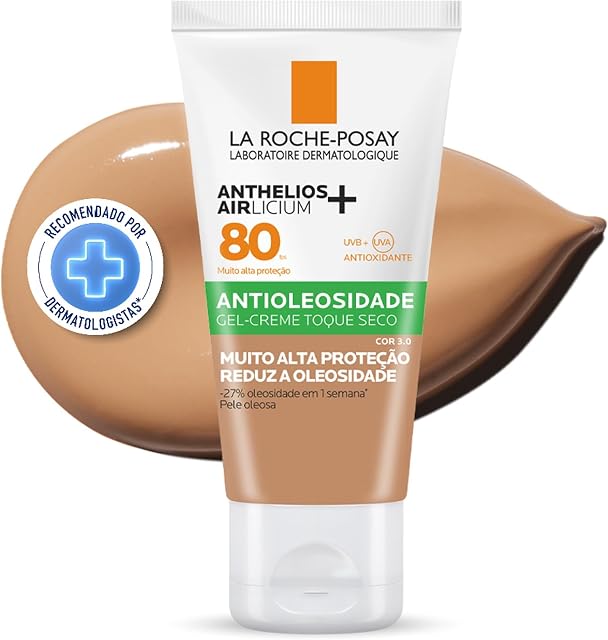 LA ROCHE-POSAY
LABORATOIRE DERMATOLOGIQUE
ANTHELIOS
AIRLICIUM +
80 fps
Muito alta proteção
UVB + UVA
ANTIOXIDANTE
ANTIOLEOSIDADE
GEL-CREME TOQUE SECO
COR 3.0
MUITO ALTA PROTEÇÃO
REDUZ A OLEOSIDADE
-27% oleosidade em 1 semana*
Pele oleosa
RECOMENDADO POR
DERMATOLOGISTAS*